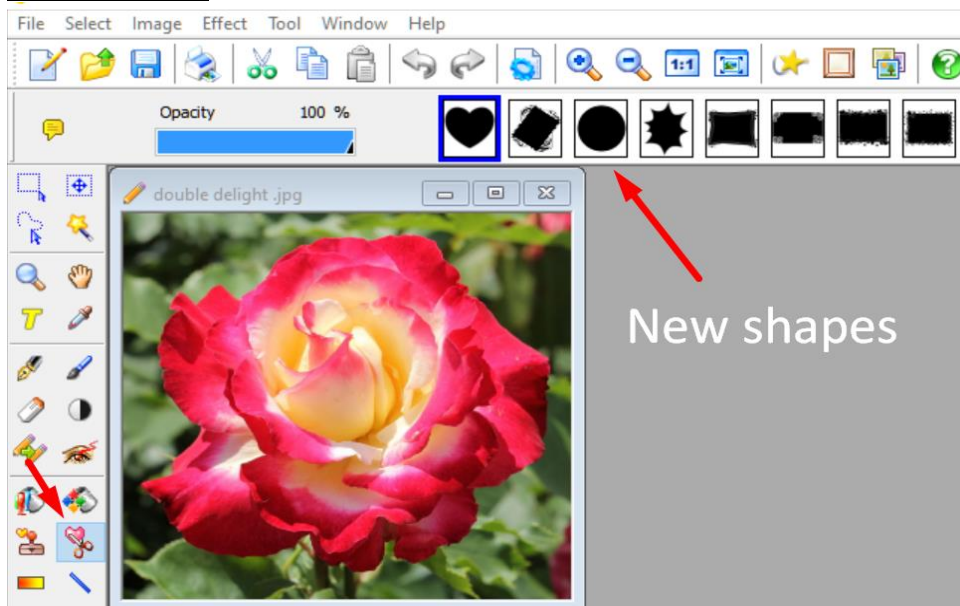 File Select Image Effect Tool Window Help
1:1
Opacity 100 %
double delight .jpg
New shapes
T